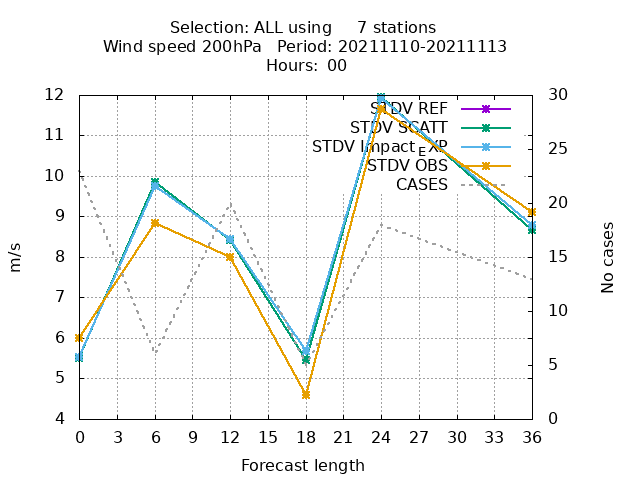 Selection: ALL using     7 stations
Wind speed 200hPa   Period: 20211110-20211113
Hours:  00
m/s
12
11
10
9
8
7
6
5
4
STDV REF
STDV SCATT
STDV Impact_EXP
STDV OBS
CASES
30
25
20
15
10
5
0
No cases
0 3 6 9 12 15 18 21 24 27 30 33 36
Forecast length